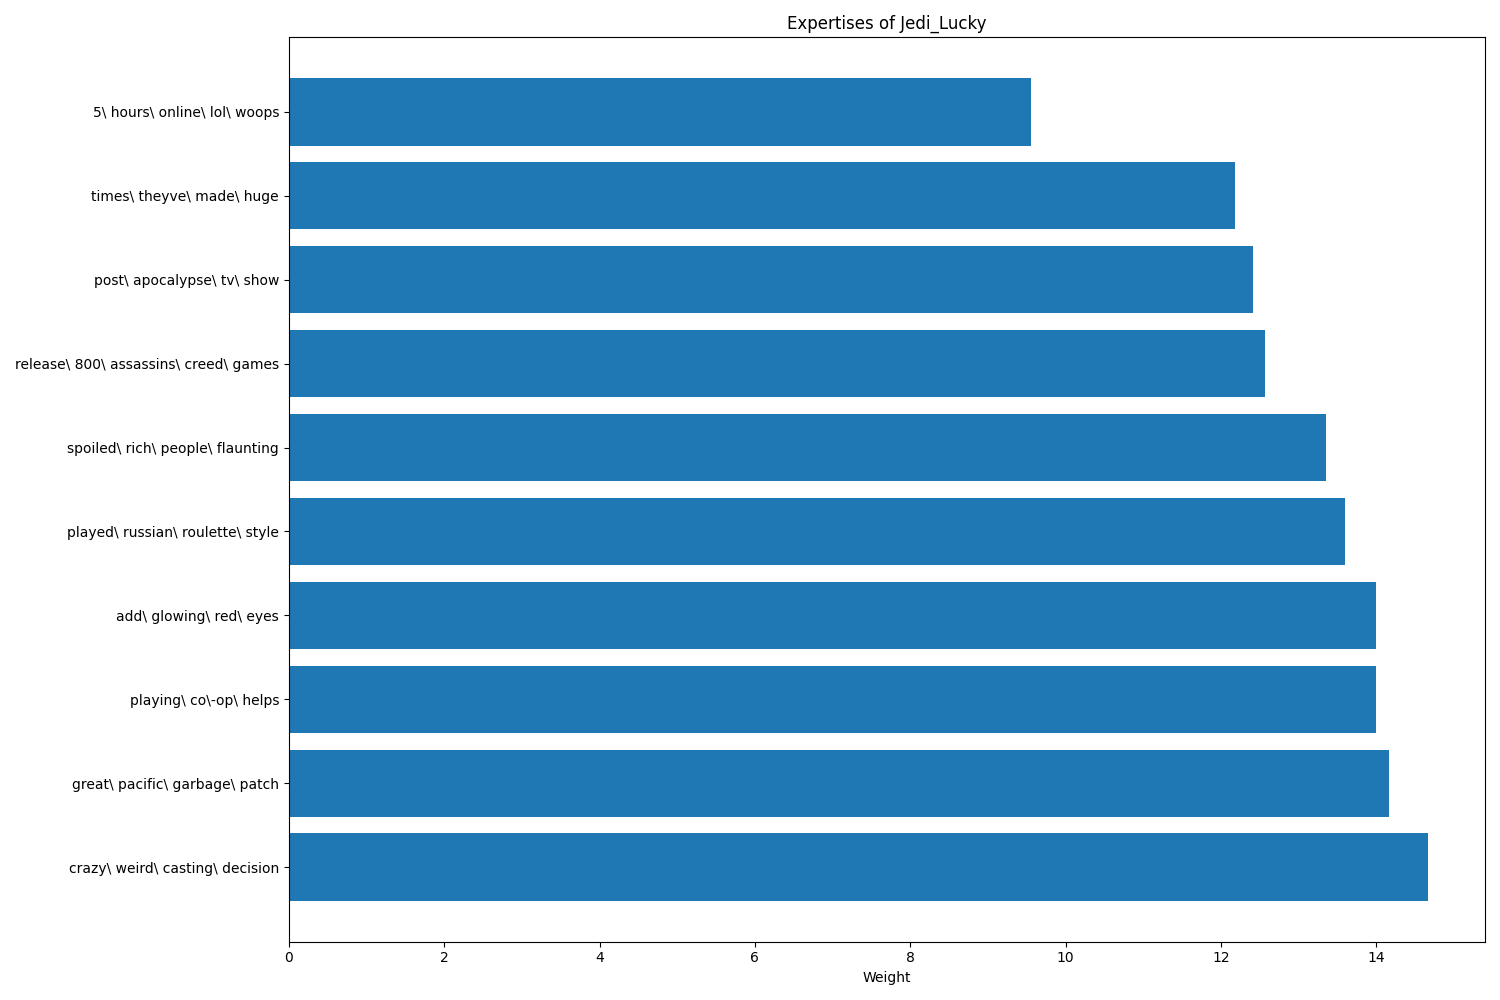 Expertises of Jedi_Lucky
5\ hours\ online\ lol\ woops
times\ theyve\ made\ huge
post\ apocalypse\ tv\ show
release\ 800\ assassins\ creed\ games
spoiled\ rich\ people\ flaunting
played\ russian\ roulette\ style
add\ glowing\ red\ eyes
playing\ co\-op\ helps
great\ pacific\ garbage\ patch
crazy\ weird\ casting\ decision
0 2 4 6 8 10 12 14
Weight